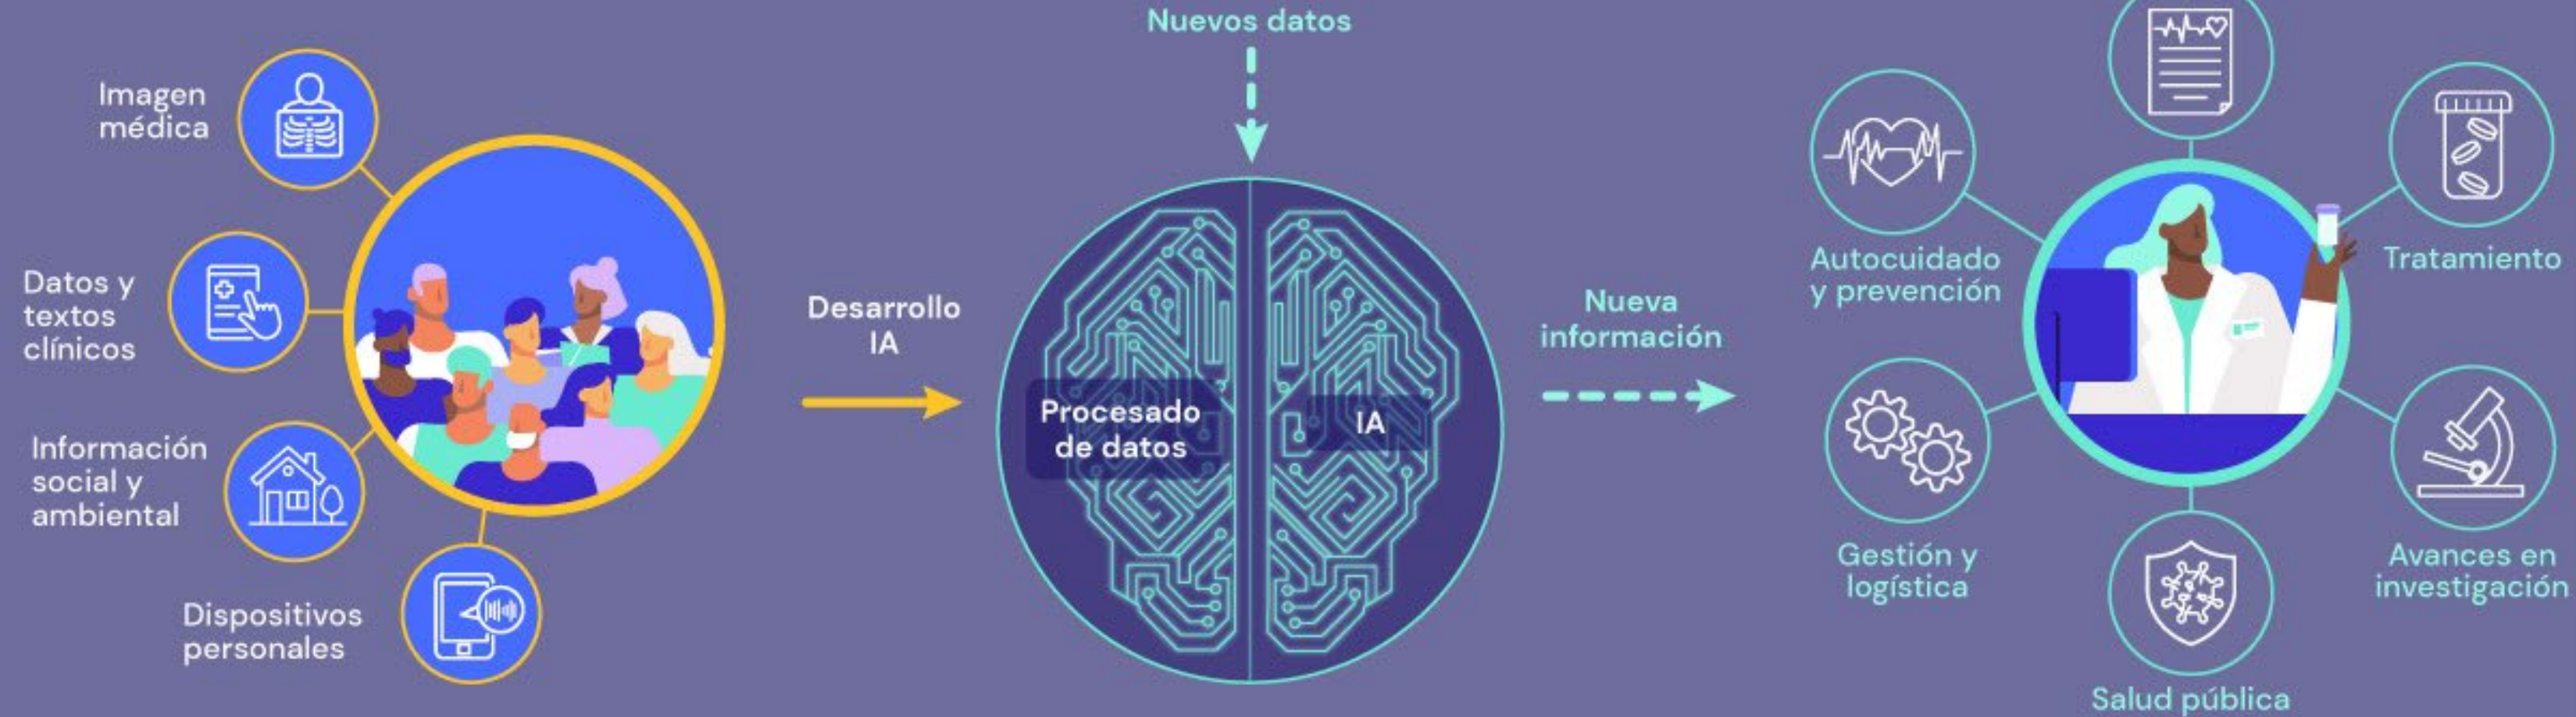 Imagen
médica
Datos y
textos
clínicos
Información
social y
ambiental
Dispositivos
personales
Desarrollo
IA
Nuevos datos
Procesado
de datos
IA
Nueva
información
Autocuidado
y prevención
Tratamiento
Gestión y
logística
Avances en
investigación
Salud pública